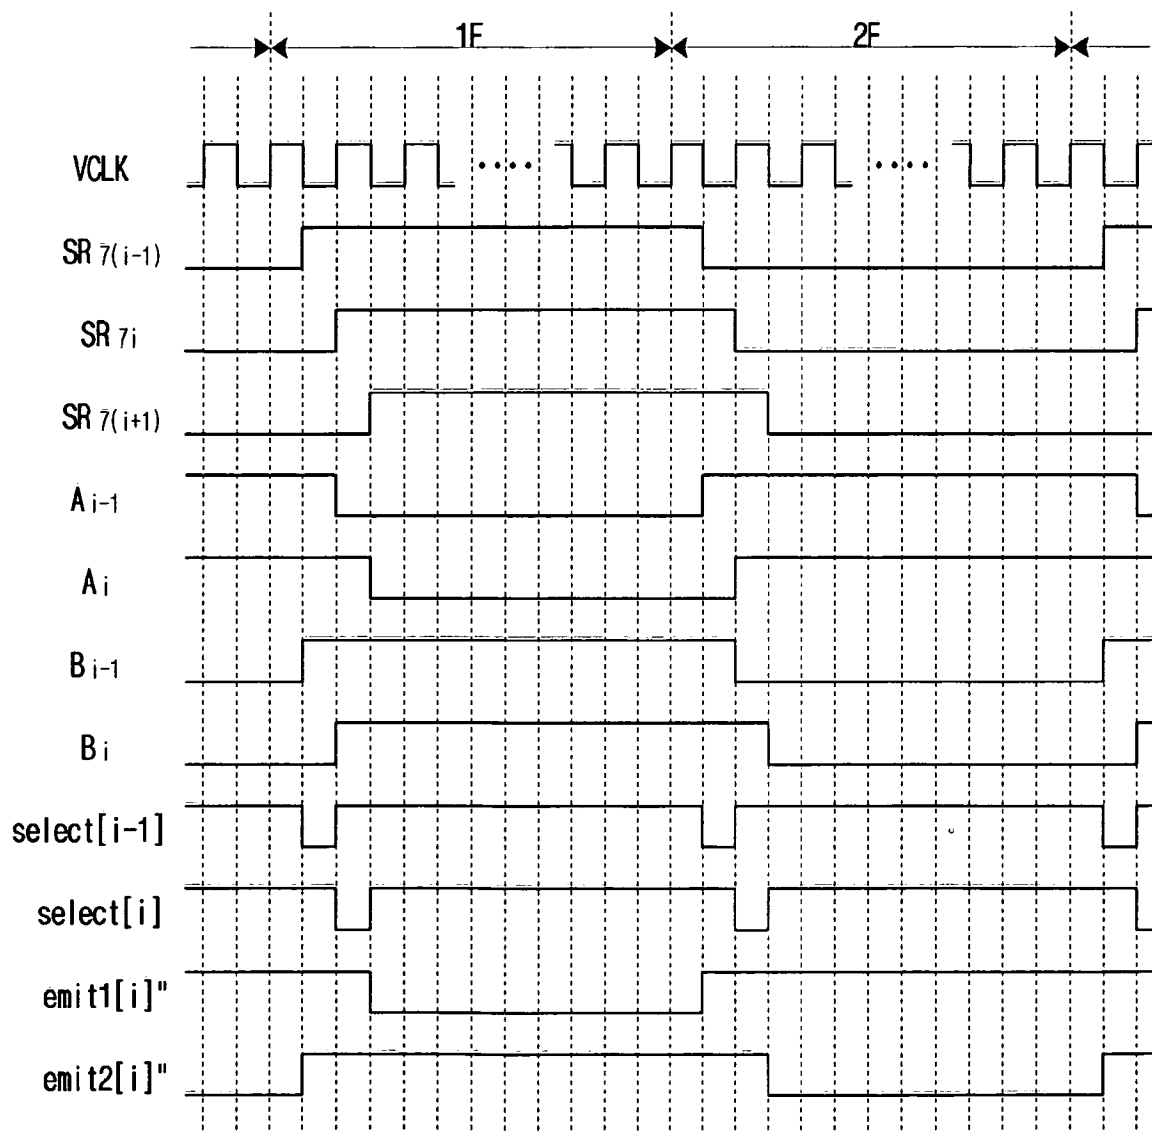 1F 2F
VCLK ････ ････
SR 7(i-1)
SR 7i
SR 7(i+1)
A i-1
A i
B i-1
B i
select[i-1]
select[i]
emit1[i]"
emit2[i]"